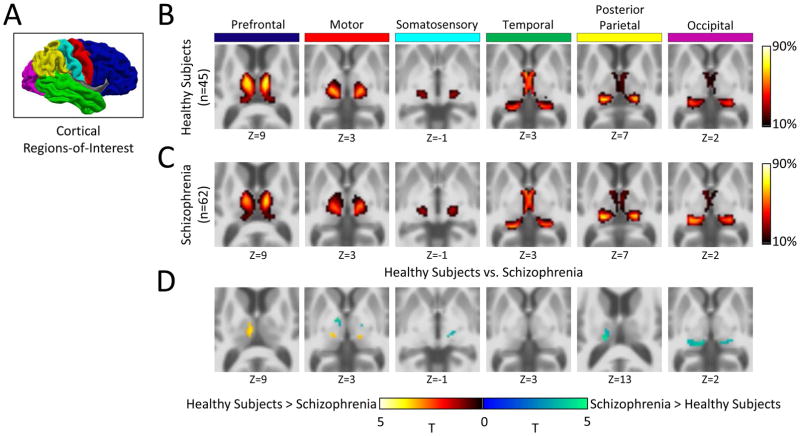 A
Cortical
Regions-of-Interest
B
Prefrontal
Motor
Somatosensory
Temporal
Posterior
Parietal
Occipital
Healthy Subjects
(n=45)
Z=9
Z=3
Z=-1
Z=3
Z=7
Z=2
90%
10%
C
Schizophrenia
(n=62)
Z=9
Z=3
Z=-1
Z=3
Z=7
Z=2
90%
10%
Healthy Subjects vs. Schizophrenia
D
Z=9
Z=3
Z=-1
Z=3
Z=13
Z=2
Healthy Subjects > Schizophrenia
Schizophrenia > Healthy Subjects
5 T 0 T 5